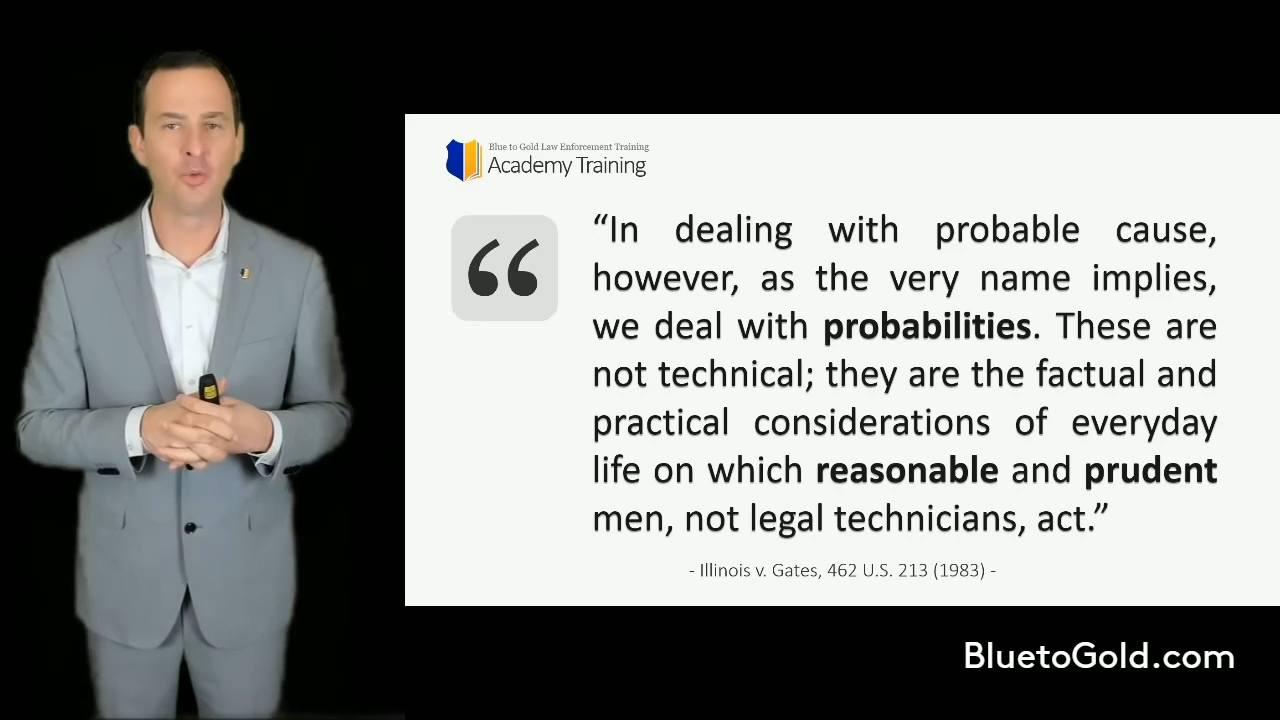 Blue to Gold Law Enforcement Training
Academy Training
“In dealing with probable cause,
however, as the very name implies,
we deal with probabilities. These are
not technical; they are the factual and
practical considerations of everyday
life on which reasonable and prudent
men, not legal technicians, act.”
- Illinois v. Gates, 462 U.S. 213 (1983) -
BluetoGold.com